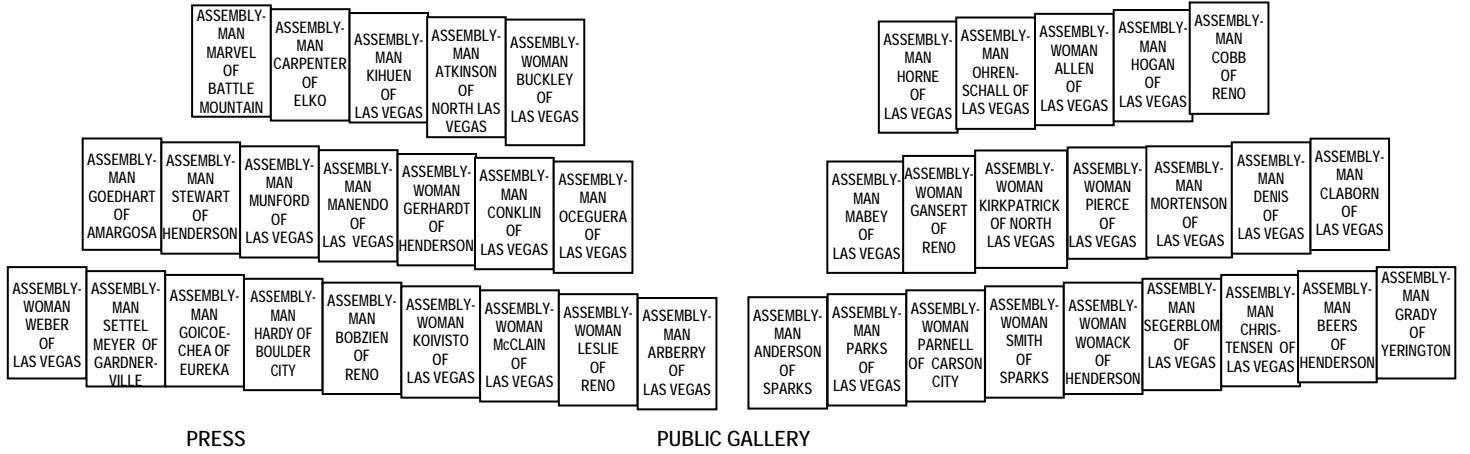 ASSEMBLY-
MAN
MARVEL
OF
BATTLE
MOUNTAIN
ASSEMBLY-
MAN
CARPENTER
OF
ELKO
ASSEMBLY-
MAN
KIHUEN
OF
LAS VEGAS
ASSEMBLY-
MAN
ATKINSON
OF
NORTH LAS
VEGAS
ASSEMBLY-
WOMAN
BUCKLEY
OF
LAS VEGAS
ASSEMBLY-
MAN
HORNE
OF
LAS VEGAS
ASSEMBLY-
MAN
OHREN-
SCHALL OF
LAS VEGAS
ASSEMBLY-
WOMAN
ALLEN
OF
LAS VEGAS
ASSEMBLY-
MAN
HOGAN
OF
LAS VEGAS
ASSEMBLY-
MAN
COBB
OF
RENO
ASSEMBLY-
MAN
GOEDHART
OF
AMARGOSA
ASSEMBLY-
MAN
STEWART
OF
HENDERSON
ASSEMBLY-
MAN
MUNFORD
OF
LAS VEGAS
ASSEMBLY-
MAN
MANENDO
OF
LAS VEGAS
ASSEMBLY-
WOMAN
GERHARDT
OF
HENDERSON
ASSEMBLY-
MAN
CONKLIN
OF
LAS VEGAS
ASSEMBLY-
MAN
OCEGUERA
OF
LAS VEGAS
ASSEMBLY-
MAN
MABEY
OF
LAS VEGAS
ASSEMBLY-
WOMAN
GANSERT
OF
RENO
ASSEMBLY-
WOMAN
KIRKPATRICK
OF NORTH
LAS VEGAS
ASSEMBLY-
WOMAN
PIERCE
OF
LAS VEGAS
ASSEMBLY-
MAN
MORTENSON
OF
LAS VEGAS
ASSEMBLY-
MAN
DENIS
OF
LAS VEGAS
ASSEMBLY-
MAN
CLABORN
OF
LAS VEGAS
ASSEMBLY-
WOMAN
WEBER
OF
LAS VEGAS
ASSEMBLY-
MAN
SETTEL
MEYER OF
GARDNER-
VILLE
ASSEMBLY-
MAN
GOICOE-
CHEA OF
EUREKA
ASSEMBLY-
MAN
HARDY OF
BOULDER
CITY
ASSEMBLY-
MAN
BOBZIEN
OF
RENO
ASSEMBLY-
WOMAN
KOIVISTO
OF
LAS VEGAS
ASSEMBLY-
WOMAN
McCLAIN
OF
LAS VEGAS
ASSEMBLY-
WOMAN
LESLIE
OF
RENO
ASSEMBLY-
MAN
ARBERRY
OF
LAS VEGAS
ASSEMBLY-
MAN
ANDERSON
OF
SPARKS
ASSEMBLY-
MAN
PARKS
OF
LAS VEGAS
ASSEMBLY-
WOMAN
PARNELL
OF CARSON
CITY
ASSEMBLY-
WOMAN
SMITH
OF
SPARKS
ASSEMBLY-
WOMAN
WOMACK
OF
HENDERSON
ASSEMBLY-
MAN
SEGERBLOM
OF
LAS VEGAS
ASSEMBLY-
MAN
CHRIS-
TENSEN OF
LAS VEGAS
ASSEMBLY-
MAN
BEERS
OF
HENDERSON
ASSEMBLY-
MAN
GRADY
OF
YERINGTON
PRESS
PUBLIC GALLERY